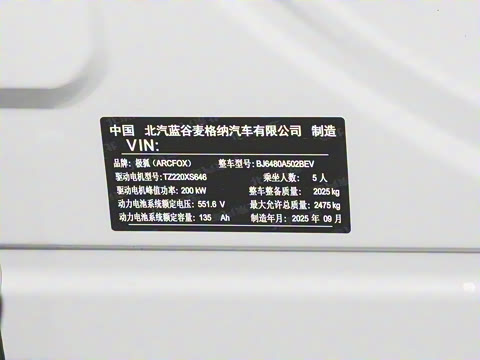 中国 北汽蓝谷麦格纳汽车有限公司 制造
VIN:
品牌: 极狐 (ARCFOX) 整车型号: BJ6480A502BEV
驱动电机型号: TZ220XS646 乘坐人数: 5 人
驱动电机峰值功率: 200 kW 整车整备质量: 2025 kg
动力电池系统额定电压: 551.6 V 最大允许总质量: 2475 kg
动力电池系统额定容量: 135 Ah 制造年月: 2025 年 09 月